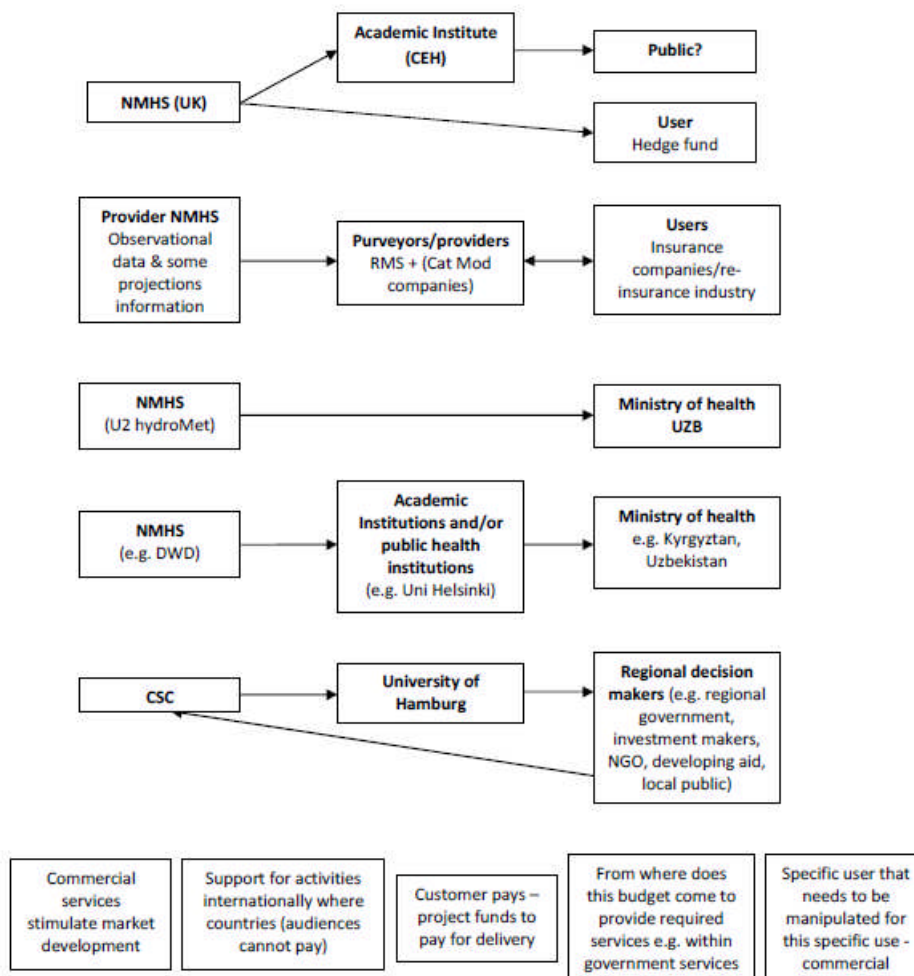 Academic Institute
(CEH)
Public?
NMHS (UK)
User
Hedge fund
Provider NMHS
Observational
data & some
projections
information
Purveyors/providers
RMS + (Cat Mod
companies)
Users
Insurance
companies/re-
insurance industry
NMHS
(U2 hydroMet)
Ministry of health
UZB
NMHS
(e.g. DWD)
Academic
Institutions and/or
public health
institutions
(e.g. Uni Helsinki)
Ministry of health
e.g. Kyrgyztan,
Uzbekistan
CSC
University of
Hamburg
Regional decision
makers (e.g. regional
government,
investment makers,
NGO, developing aid,
local public)
Commercial
services
stimulate market
development
Support for activities
internationally where
countries (audiences
cannot pay)
Customer pays –
project funds to
pay for delivery
From where does
this budget come to
provide required
services e.g. within
government services
Specific user that
needs to be
manipulated for
this specific use -
commercial